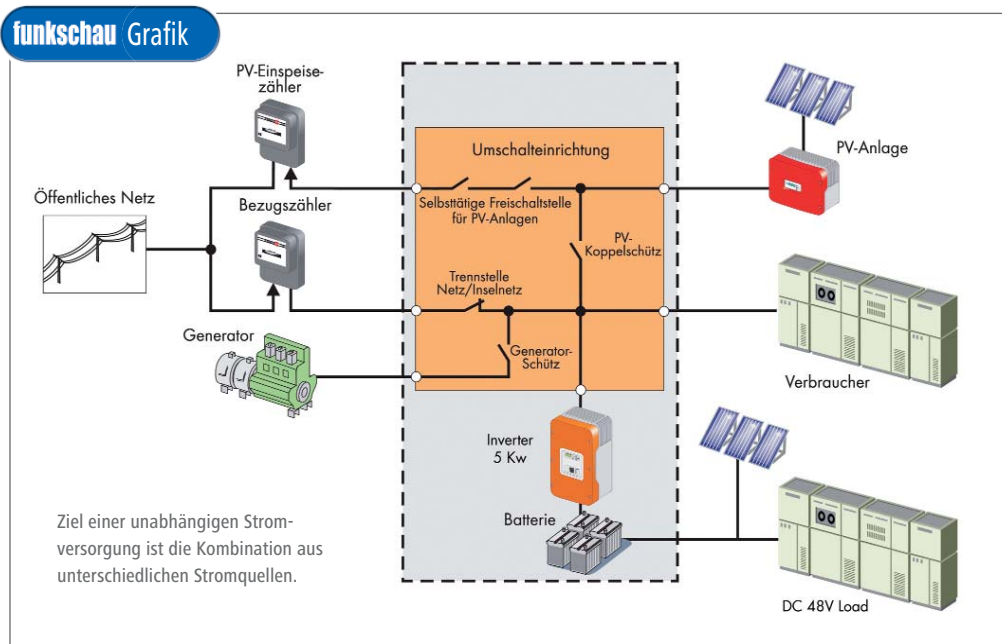 funkschau Grafik
PV-Einspeise-
zähler
Umschalteinrichtung
PV-Anlage
Öffentliches Netz
Bezugszähler
Selbsttätige Freischaltstelle
für PV-Anlagen
PV-
Koppelschütz
Trennstelle
Netz/Inselnetz
Generator
Generator-
Schütz
Verbraucher
Inverter
5 Kw
Batterie
Ziel einer unabhängigen Strom-
versorgung ist die Kombination aus
unterschiedlichen Stromquellen.
DC 48V Load